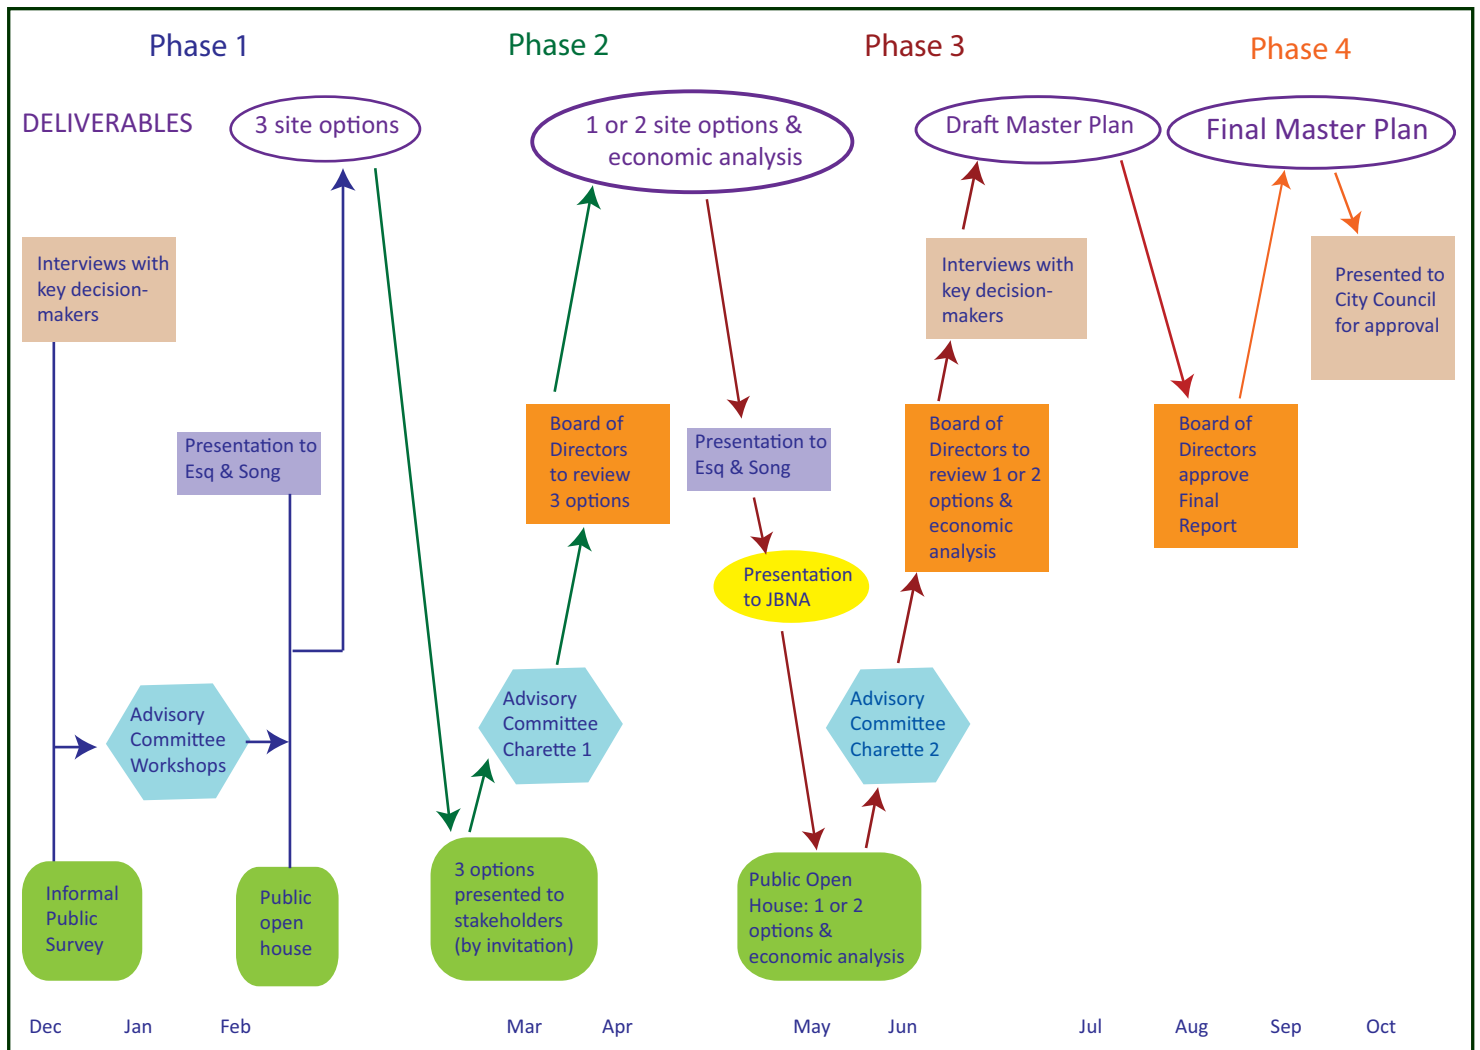 Phase 1
Phase 2
Phase 3
Phase 4
DELIVERABLES
3 site options
1 or 2 site options &
economic analysis
Draft Master Plan
Final Master Plan
Interviews with
key decision-
makers
Interviews with
key decision-
makers
Presented to
City Council
for approval
Presentation to
Esq & Song
Board of
Directors
to review
3 options
Presentation to
Esq & Song
Board of
Directors to
review 1 or 2
options &
economic
analysis
Board of
Directors
approve
Final
Report
Presentation
to JBNA
Advisory
Committee
Workshops
Advisory
Committee
Charette 1
Advisory
Committee
Charette 2
Informal
Public
Survey
Public
open
house
3 options
presented to
stakeholders
(by invitation)
Public Open
House: 1 or 2
options &
economic analysis
Dec
Jan
Feb
Mar
Apr
May
Jun
Jul
Aug
Sep
Oct